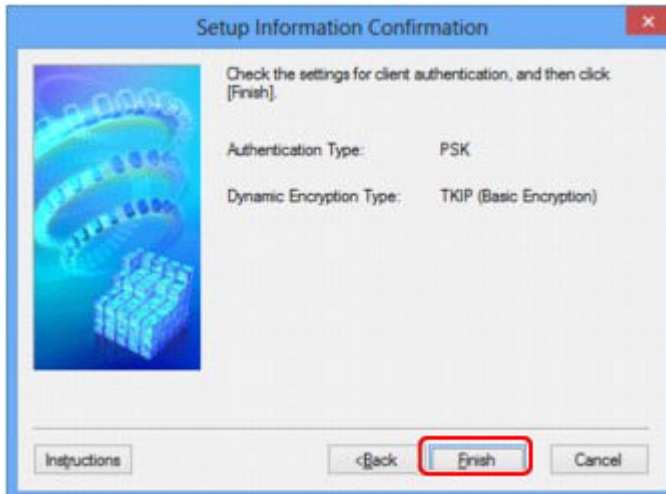 Setup Information Confirmation
Check the settings for client authentication, and then click
[Finish].
Authentication Type: PSK
Dynamic Encryption Type: TKIP (Basic Encryption)
Instructions <Back Finish Cancel